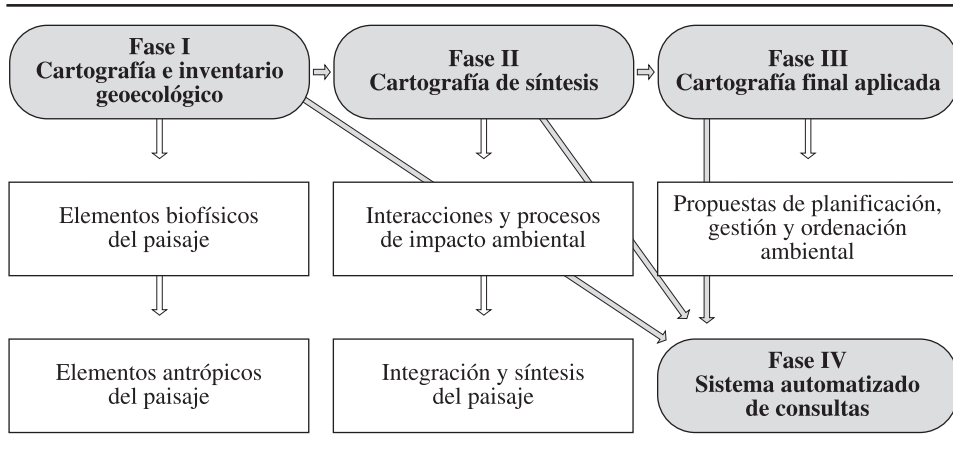 Fase I
Cartografía e inventario
geoecológico
Fase II
Cartografía de síntesis
Fase III
Cartografía final aplicada
Elementos biofísicos
del paisaje
Interacciones y procesos
de impacto ambiental
Propuestas de planificación,
gestión y ordenación
ambiental
Elementos antrópicos
del paisaje
Integración y síntesis
del paisaje
Fase IV
Sistema automatizado
de consultas